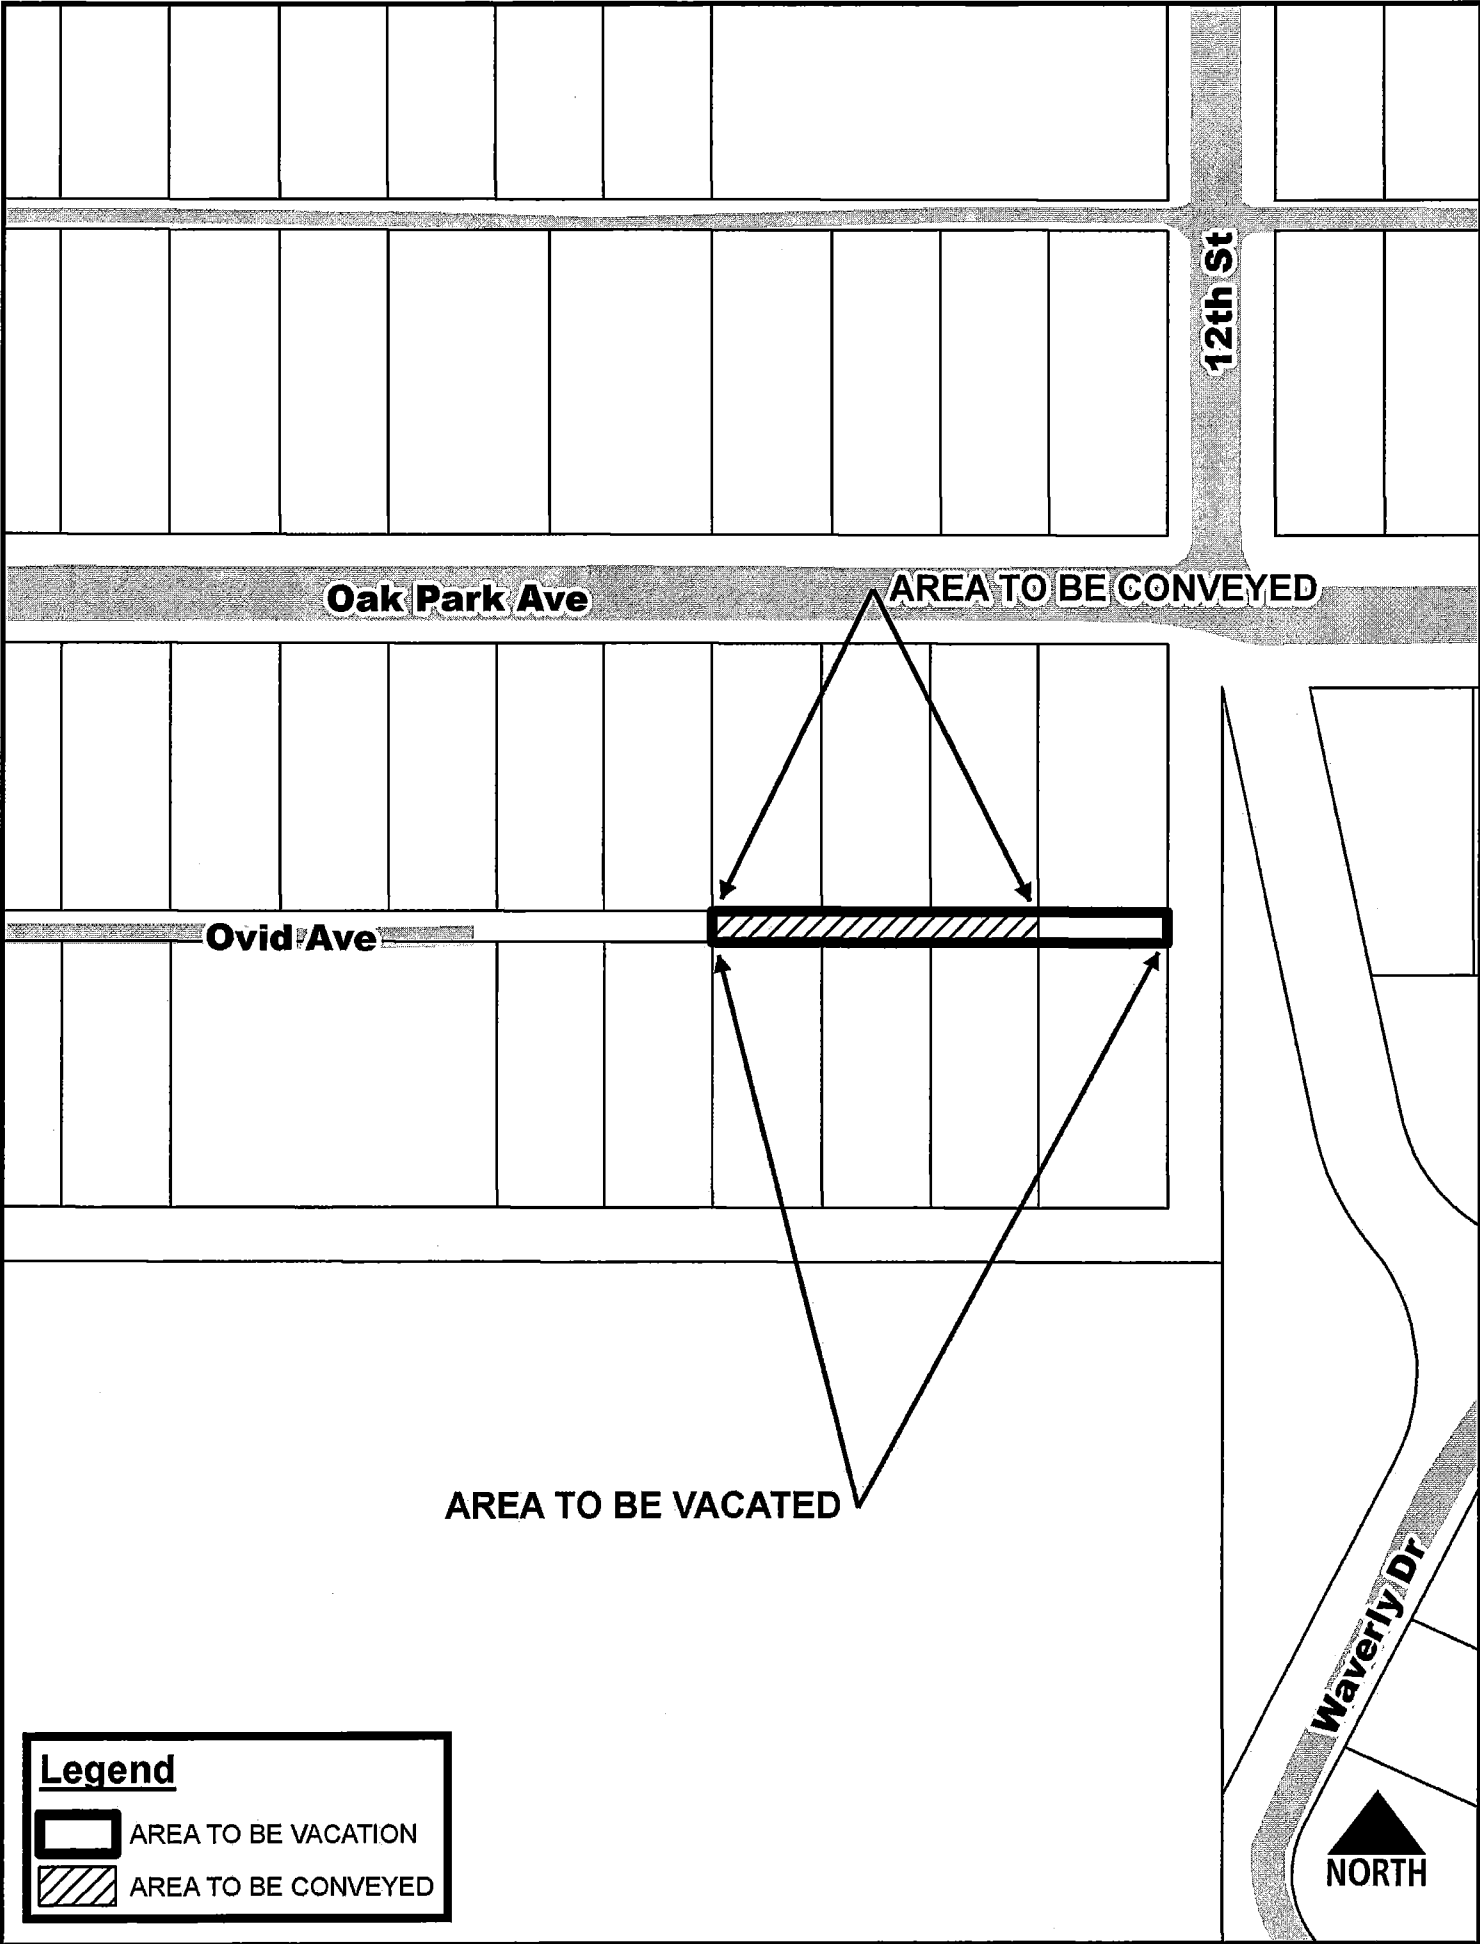 12th St
Oak Park Ave
AREA TO BE CONVEYED
Ovid Ave
AREA TO BE VACATED
Waverly Dr
Legend
AREA TO BE VACATION
AREA TO BE CONVEYED
NORTH